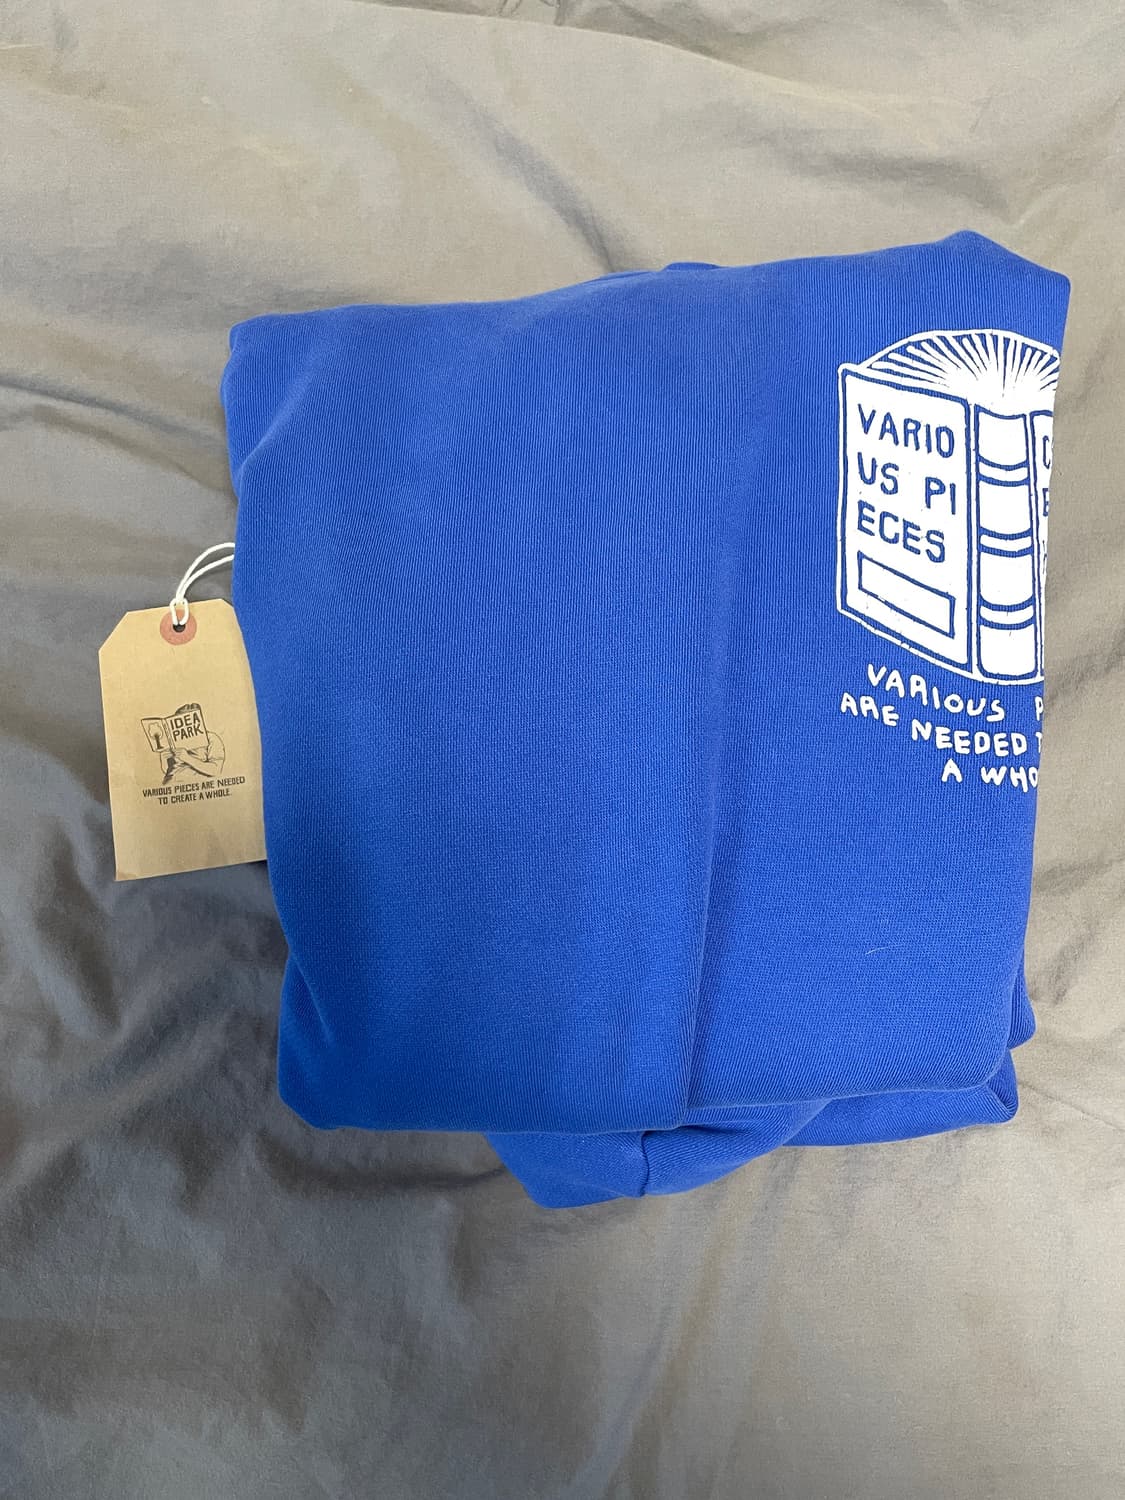 VARIO
US PI
ECES
VARIOUS
ARE NEEDED
A WHO
IDEA
PARK
VARIOUS PIECES ARE NEEDED
TO CREATE A WHOLE.